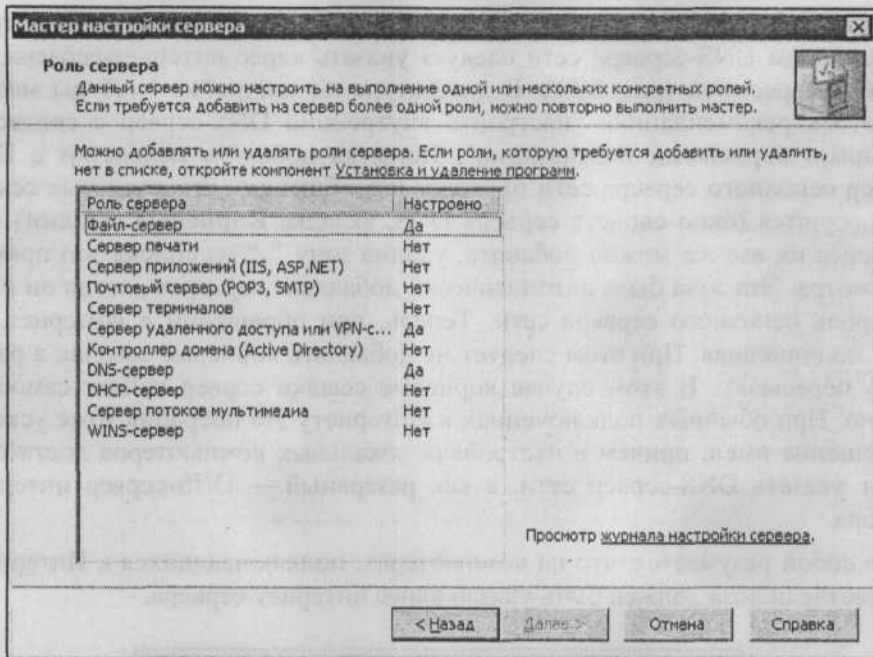 Мастер настройки сервера
Роль сервера
Данный сервер можно настроить на выполнение одной или нескольких конкретных ролей.
Если требуется добавить на сервер более одной роли, можно повторно выполнить мастер.
Можно добавлять или удалять роли сервера. Если роли, которую требуется добавить или удалить,
нет в списке, откройте компонент Установка и удаление программ.
Роль сервера Настроено
Файл-сервер Да
Сервер печати Нет
Сервер приложений (IIS, ASP.NET) Нет
Почтовый сервер (POP3, SMTP) Нет
Сервер терминалов Нет
Сервер удаленного доступа или VPN-с... Да
Контроллер домена (Active Directory) Нет
DNS-сервер Да
DHCP-сервер Нет
Сервер потоков мультимедиа Нет
WINS-сервер Нет
Просмотр журнала настройки сервера.
< Назад
Далее >
Отмена
Справка